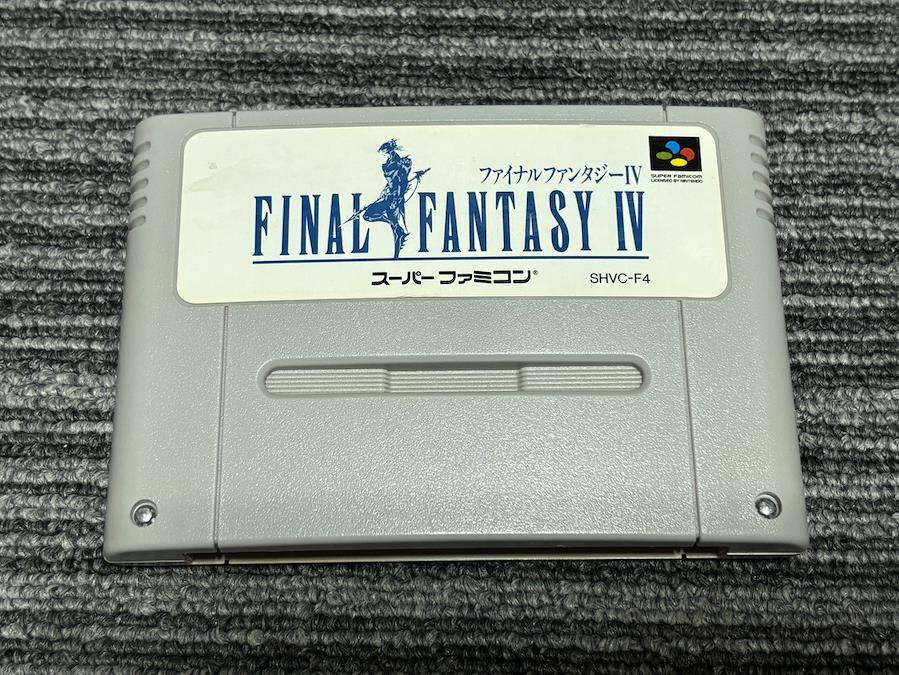 ファイナルファンタジーIV
FINAL FANTASY IV
SUPER FAMICOM
LICENSED BY NINTENDO
スーパーファミコン®
SHVC-F4